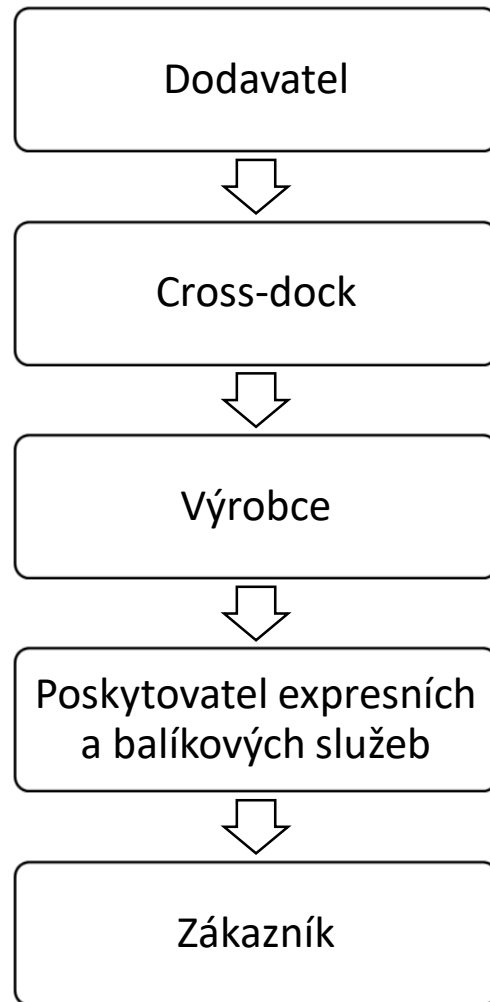 Dodavatel
Cross-dock
Výrobce
Poskytovatel expresních
a balíkových služeb
Zákazník